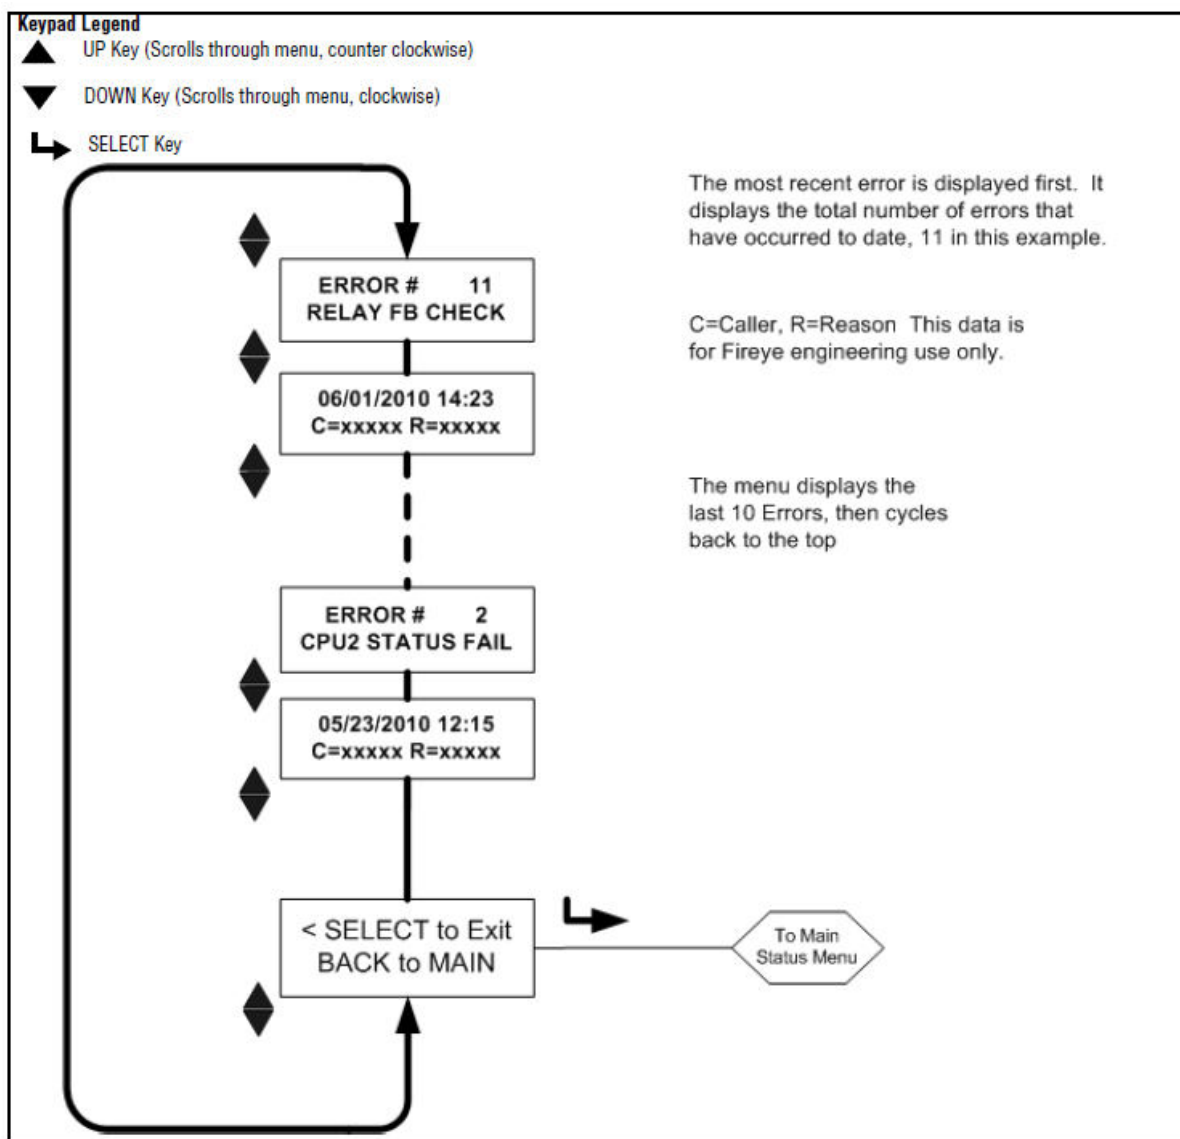 Keypad Legend
UP Key (Scrolls through menu, counter clockwise)
DOWN Key (Scrolls through menu, clockwise)
SELECT Key
The most recent error is displayed first.  It
displays the total number of errors that
have occurred to date, 11 in this example.
ERROR # 11
RELAY FB CHECK
C=Caller, R=Reason  This data is
for Fireye engineering use only.
06/01/2010 14:23
C=xxxxx R=xxxxx
The menu displays the
last 10 Errors, then cycles
back to the top
ERROR # 2
CPU2 STATUS FAIL
05/23/2010 12:15
C=xxxxx R=xxxxx
< SELECT to Exit
BACK to MAIN
To Main
Status Menu